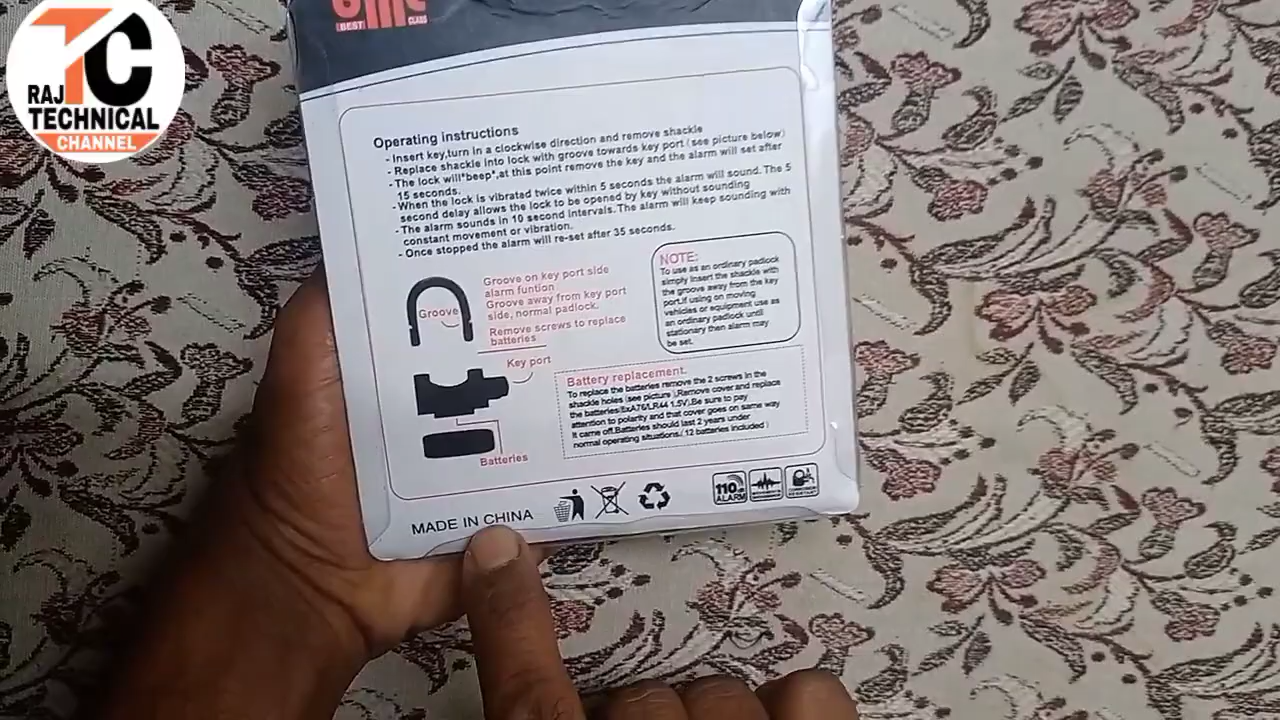 RAJ
TECHNICAL
CHANNEL
BEST
CLASS
Operating instructions
- Insert key,turn in a clockwise direction and remove shackle
- Replace shackle into lock with groove towards key port (see picture below)
- The lock will"beep",at this point remove the key and the alarm will set after
15 seconds.
-When the lock is vibrated twice within 5 seconds the alarm will sound. The 5
second delay allows the lock to be opened by key without sounding
-The alarm sounds in 10 second intervals.The alarm will keep sounding with
constant movement or vibration.
- Once stopped the alarm will re-set after 35 seconds.
Groove
Groove on key port side
alarm funtion
Groove away from key port
side, normal padlock.
Remove screws to replace
batteries
Key port
Batteries
NOTE:
To use as an ordinary padlock
simply insert the shackle with
the groove away from the key
port.If using on moving
vehicles or equipment use as
an ordinary padlock until
stationary then alarm may
be set.
Battery replacement.
To replace the batteries remove the 2 screws in the
shackle holes (see picture ),Remove cover and replace
the batteries/6xA76/LR44 1.5V).Be sure to pay
attention to polarity and that cover goes on same way
it came off.Batteries should last 2 years under
normal operating situations.( 12 batteries included )
MADE IN CHINA
110
ALARM